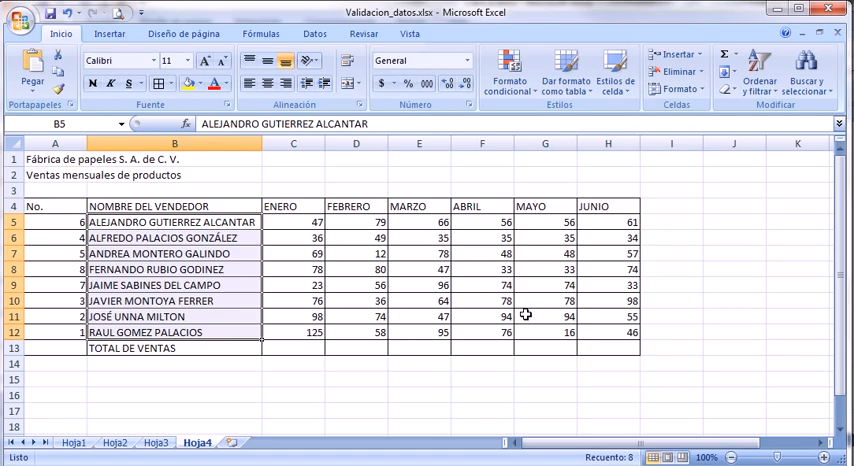 Validacion_datos.xlsx - Microsoft Excel
Inicio Insertar Diseño de página Fórmulas Datos Revisar Vista
Calibri 11 General Insertar
Pegar N K S Formato condicional Dar formato como tabla Estilos de celda Eliminar Ordenar y filtrar Buscar y seleccionar
$ % 000 Formato
Portapapeles Fuente Alineación Número Estilos Celdas Modificar
B5 fx ALEJANDRO GUTIERREZ ALCANTAR
A B C D E F G H I J K
1 Fábrica de papeles S. A. de C. V.
2 Ventas mensuales de productos
3
4 No. NOMBRE DEL VENDEDOR ENERO FEBRERO MARZO ABRIL MAYO JUNIO
5 6 ALEJANDRO GUTIERREZ ALCANTAR 47 79 66 56 56 61
6 4 ALFREDO PALACIOS GONZÁLEZ 36 49 35 35 35 34
7 5 ANDREA MONTERO GALINDO 69 12 78 48 48 57
8 8 FERNANDO RUBIO GODINEZ 78 80 47 33 33 74
9 7 JAIME SABINES DEL CAMPO 23 56 96 74 74 33
10 3 JAVIER MONTOYA FERRER 76 36 64 78 78 98
11 2 JOSÉ UNNA MILTON 98 74 47 94 94 55
12 1 RAUL GOMEZ PALACIOS 125 58 95 76 16 46
13 TOTAL DE VENTAS
14
15
16
17
18
Hoja1 Hoja2 Hoja3 Hoja4
Listo Recuento: 8 100%